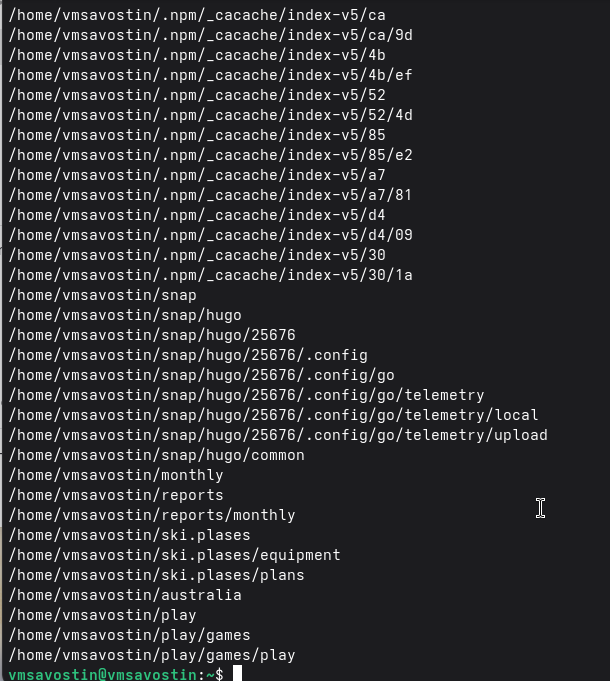 /home/vmsavostin/.npm/_cacache/index-v5/ca
/home/vmsavostin/.npm/_cacache/index-v5/ca/9d
/home/vmsavostin/.npm/_cacache/index-v5/4b
/home/vmsavostin/.npm/_cacache/index-v5/4b/ef
/home/vmsavostin/.npm/_cacache/index-v5/52
/home/vmsavostin/.npm/_cacache/index-v5/52/4d
/home/vmsavostin/.npm/_cacache/index-v5/85
/home/vmsavostin/.npm/_cacache/index-v5/85/e2
/home/vmsavostin/.npm/_cacache/index-v5/a7
/home/vmsavostin/.npm/_cacache/index-v5/a7/81
/home/vmsavostin/.npm/_cacache/index-v5/d4
/home/vmsavostin/.npm/_cacache/index-v5/d4/09
/home/vmsavostin/.npm/_cacache/index-v5/30
/home/vmsavostin/.npm/_cacache/index-v5/30/1a
/home/vmsavostin/snap
/home/vmsavostin/snap/hugo
/home/vmsavostin/snap/hugo/25676
/home/vmsavostin/snap/hugo/25676/.config
/home/vmsavostin/snap/hugo/25676/.config/go
/home/vmsavostin/snap/hugo/25676/.config/go/telemetry
/home/vmsavostin/snap/hugo/25676/.config/go/telemetry/local
/home/vmsavostin/snap/hugo/25676/.config/go/telemetry/upload
/home/vmsavostin/snap/hugo/common
/home/vmsavostin/monthly
/home/vmsavostin/reports
/home/vmsavostin/reports/monthly
/home/vmsavostin/ski.plases
/home/vmsavostin/ski.plases/equipment
/home/vmsavostin/ski.plases/plans
/home/vmsavostin/australia
/home/vmsavostin/play
/home/vmsavostin/play/games
/home/vmsavostin/play/games/play
vmsavostin@vmsavostin:~$